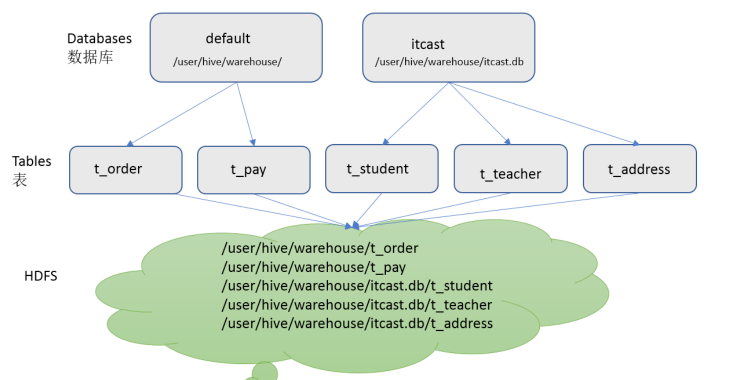 Databases
数据库
default
/user/hive/warehouse/
itcast
/user/hive/warehouse/itcast.db
Tables
表
t_order
t_pay
t_student
t_teacher
t_address
HDFS
/user/hive/warehouse/t_order
/user/hive/warehouse/t_pay
/user/hive/warehouse/itcast.db/t_student
/user/hive/warehouse/itcast.db/t_teacher
/user/hive/warehouse/itcast.db/t_address